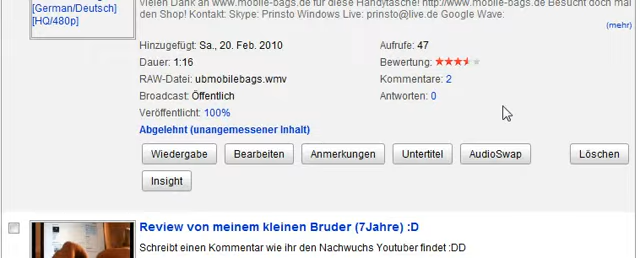 [German/Deutsch]
[HQ/480p]
Vielen Dank an www.mobile-bags.de für diese Handytasche! http://www.mobile-bags.de Besucht doch mal
den Shop! Kontakt: Skype: Prinsto Windows Live: prinsto@live.de Google Wave:
(mehr)
Hinzugefügt: Sa., 20. Feb. 2010
Aufrufe: 47
Dauer: 1:16
Bewertung:
RAW-Datei: ubmobilebags.wmv
Kommentare: 2
Broadcast: Öffentlich
Antworten: 0
Veröffentlicht: 100%
Abgelehnt (unangemessener Inhalt)
Wiedergabe Bearbeiten Anmerkungen Untertitel AudioSwap Löschen
Insight
Review von meinem kleinen Bruder (7Jahre) :D
Schreibt einen Kommentar wie ihr den Nachwuchs Youtuber findet :DD